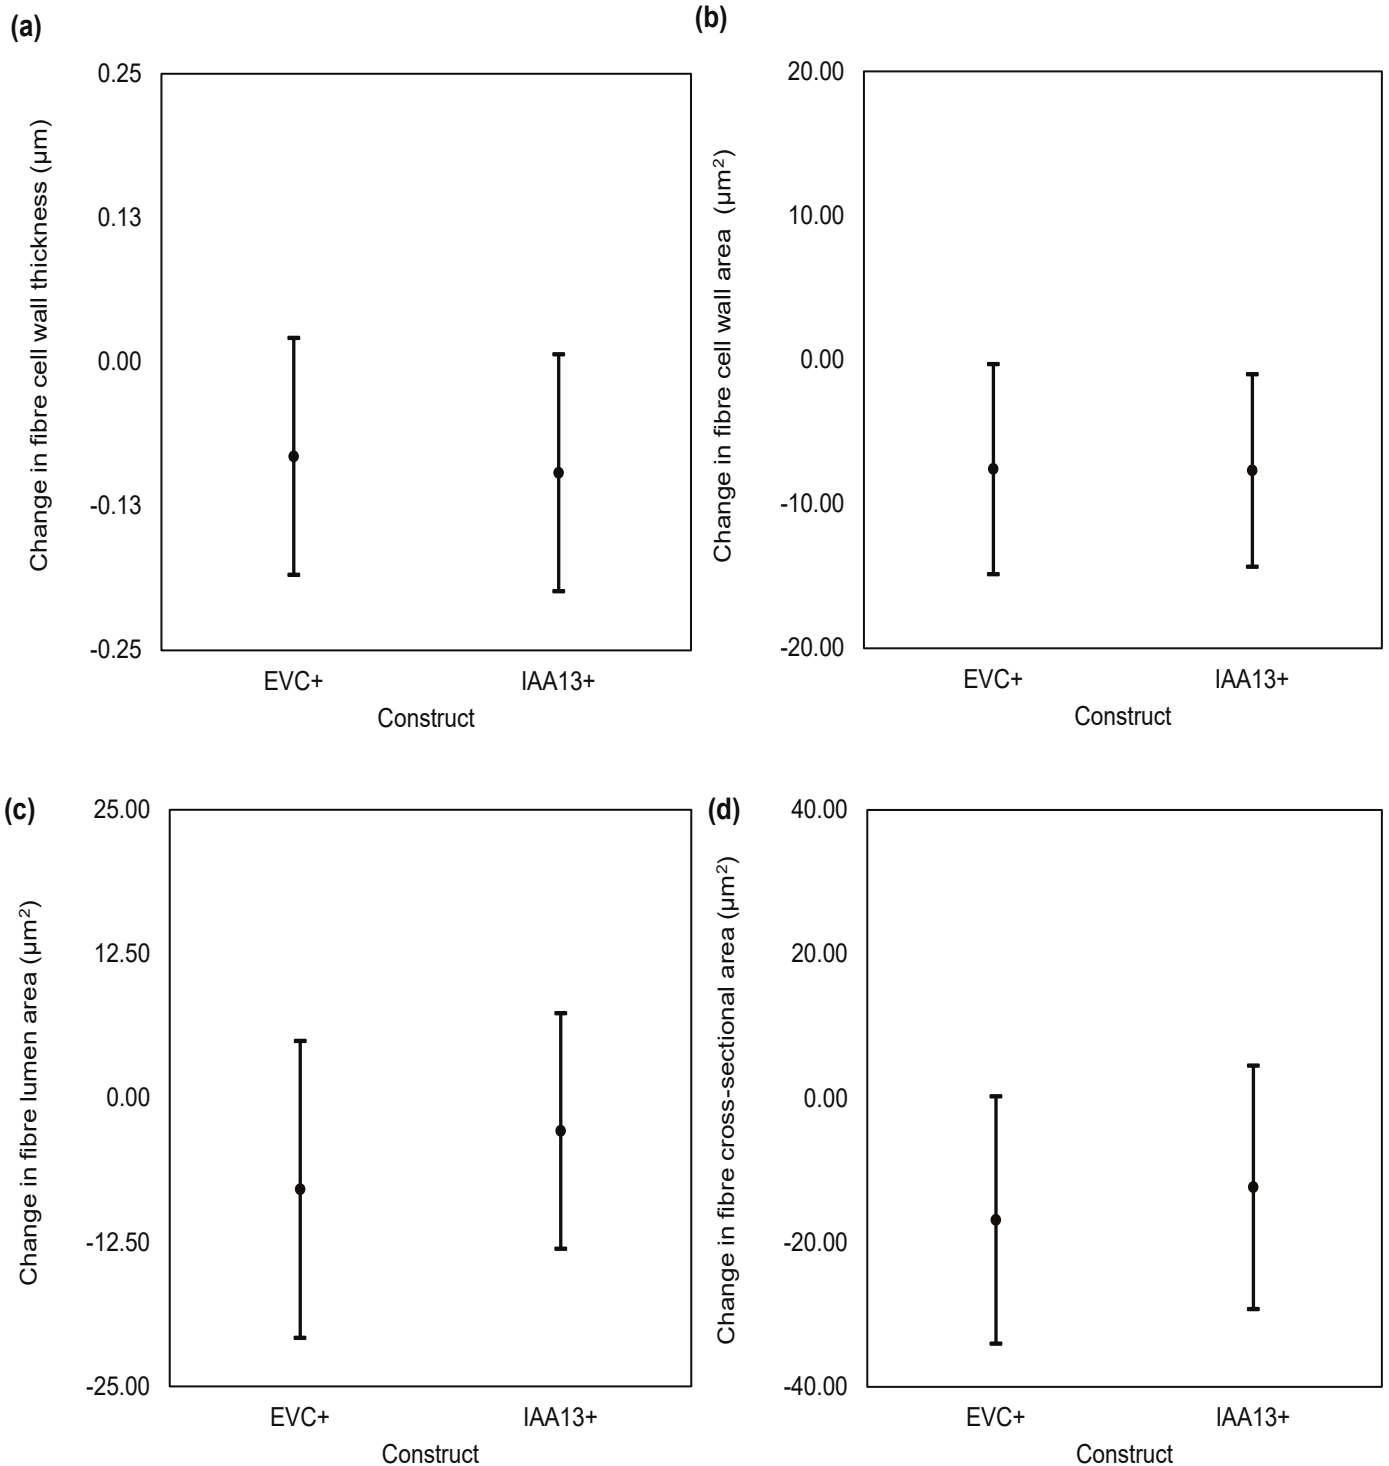 (a)
Change in fibre cell wall thickness (µm)
0.25
0.13
0.00
-0.13
-0.25
EVC+ IAA13+
Construct
(b)
Change in fibre cell wall area (µm²)
20.00
10.00
0.00
-10.00
-20.00
EVC+ IAA13+
Construct
(c)
Change in fibre lumen area (µm²)
25.00
12.50
0.00
-12.50
-25.00
EVC+ IAA13+
Construct
(d)
Change in fibre cross-sectional area (µm²)
40.00
20.00
0.00
-20.00
-40.00
EVC+ IAA13+
Construct